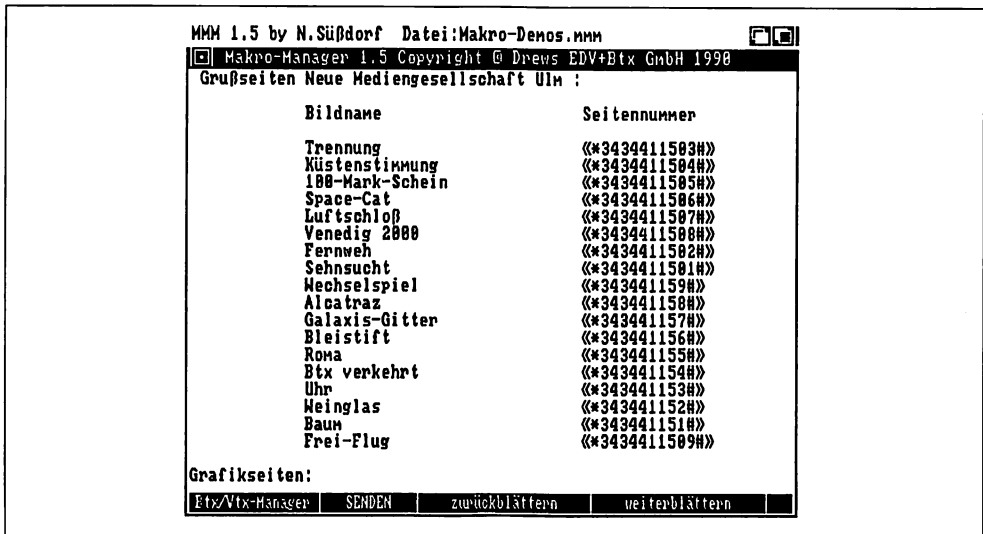 MMM 1.5 by N.Süßdorf Datei:Makro-Demos.mmm
Makro-Manager 1.5 Copyright @ Drews EDV+Btx GmbH 1990
Grußseiten Neue Mediengesellschaft Ulm :
Bildname Seitennummer
Trennung «*3434411503#»
Küstenstimmung «*3434411504#»
100-Mark-Schein «*3434411505#»
Space-Cat «*3434411506#»
Luftschloß «*3434411507#»
Venedig 2000 «*3434411508#»
Fernweh «*3434411502#»
Sehnsucht «*3434411501#»
Wechselspiel «*343441159#»
Alcatraz «*343441158#»
Galaxis-Gitter «*343441157#»
Bleistift «*343441156#»
Roma «*343441155#»
Btx verkehrt «*343441154#»
Uhr «*343441153#»
Weinglas «*343441152#»
Baum «*343441151#»
Frei-Flug «*3434411509#»
Grafikseiten:
Btx/Vtx-Manager SENDEN zurückblättern weiterblättern